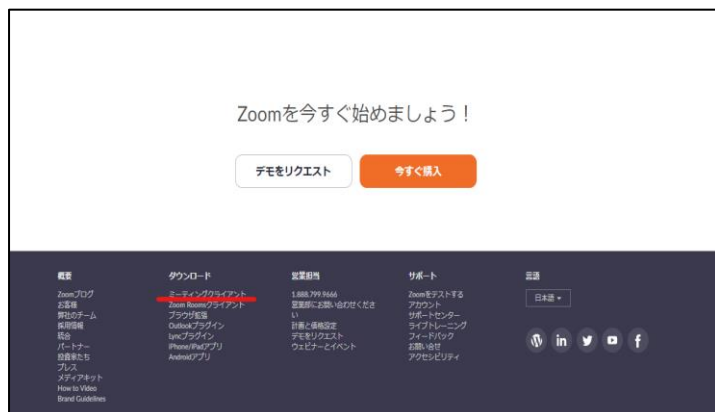 Zoomを今すぐ始めましょう！
デモをリクエスト
今すぐ購入
概要
Zoomブログ
お客様
弊社のチーム
採用情報
統合
パートナー
投資家たち
プレス
メディアキット
How to Video
Brand Guidelines
ダウンロード
ミーティングクライアント
Zoom Roomsクライアント
ブラウザ拡張
Outlookプラグイン
Lyncプラグイン
iPhone/iPadアプリ
Androidアプリ
営業担当
1.888.799.9666
営業部にお問い合わせくださ
い
計画と価格設定
デモをリクエスト
ウェビナーとイベント
サポート
Zoomをテストする
アカウント
サポートセンター
ライブトレーニング
フィードバック
お問い合せ
アクセシビリティ
言語
日本語
in
f